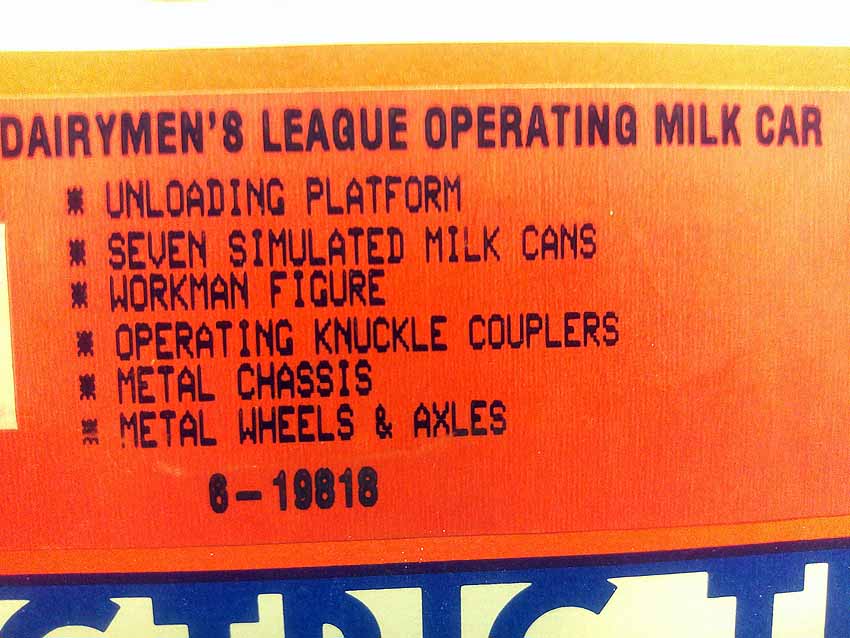 DAIRYMEN'S LEAGUE OPERATING MILK CAR
* UNLOADING PLATFORM
* SEVEN SIMULATED MILK CANS
* WORKMAN FIGURE
* OPERATING KNUCKLE COUPLERS
* METAL CHASSIS
* METAL WHEELS & AXLES
6-19818
CTRIC T